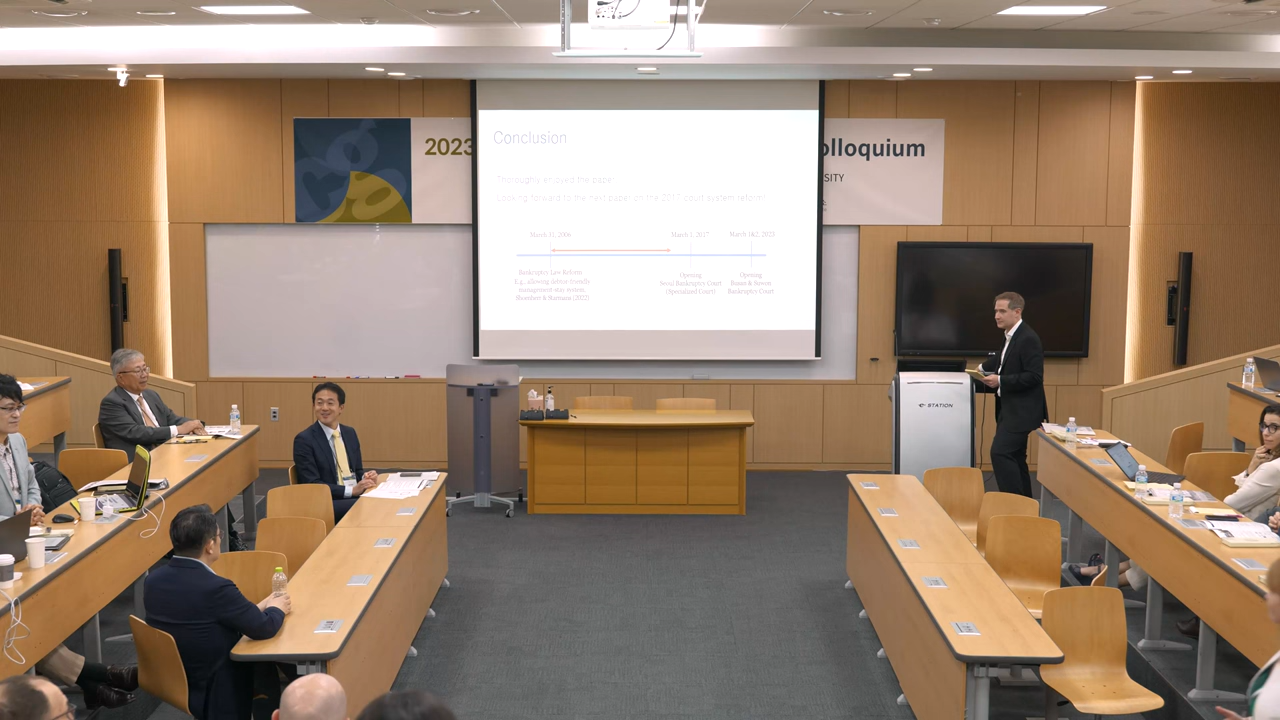 2023
olloquium
SITY
Conclusion
Thoroughly enjoyed the paper
Looking forward to the next paper on the 2017 court system reform!
March 31, 2006
March 1, 2017
March 1&2, 2023
Bankruptcy Law Reform
E.g., allowing debtor-friendly
management stay system,
Opening
Seoul Bankruptcy Court
(Specialized Court)
Opening
Busan & Suwon
Bankruptcy Court
STATION